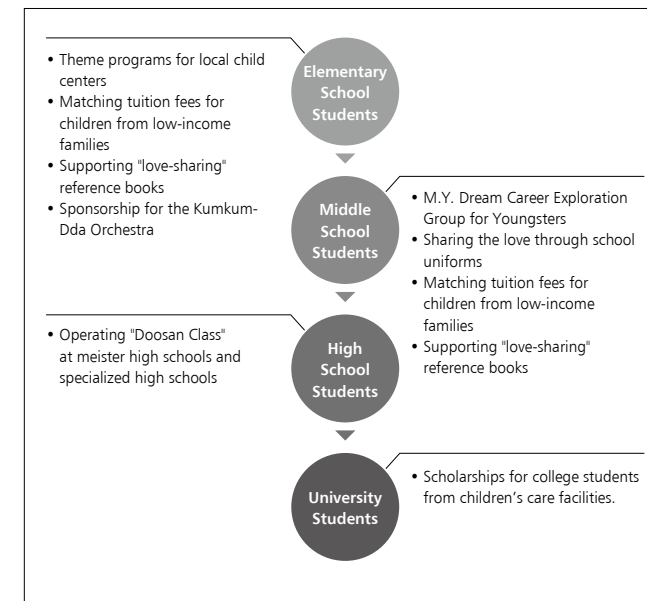 Elementary
School
Students
• Theme programs for local child
centers
• Matching tuition fees for
children from low-income
families
• Supporting "love-sharing"
reference books
• Sponsorship for the Kumkum-
Dda Orchestra
Middle
School
Students
• M.Y. Dream Career Exploration
Group for Youngsters
• Sharing the love through school
uniforms
• Matching tuition fees for
children from low-income
families
• Supporting "love-sharing"
reference books
High
School
Students
• Operating "Doosan Class"
at meister high schools and
specialized high schools
University
Students
• Scholarships for college students
from children’s care facilities.